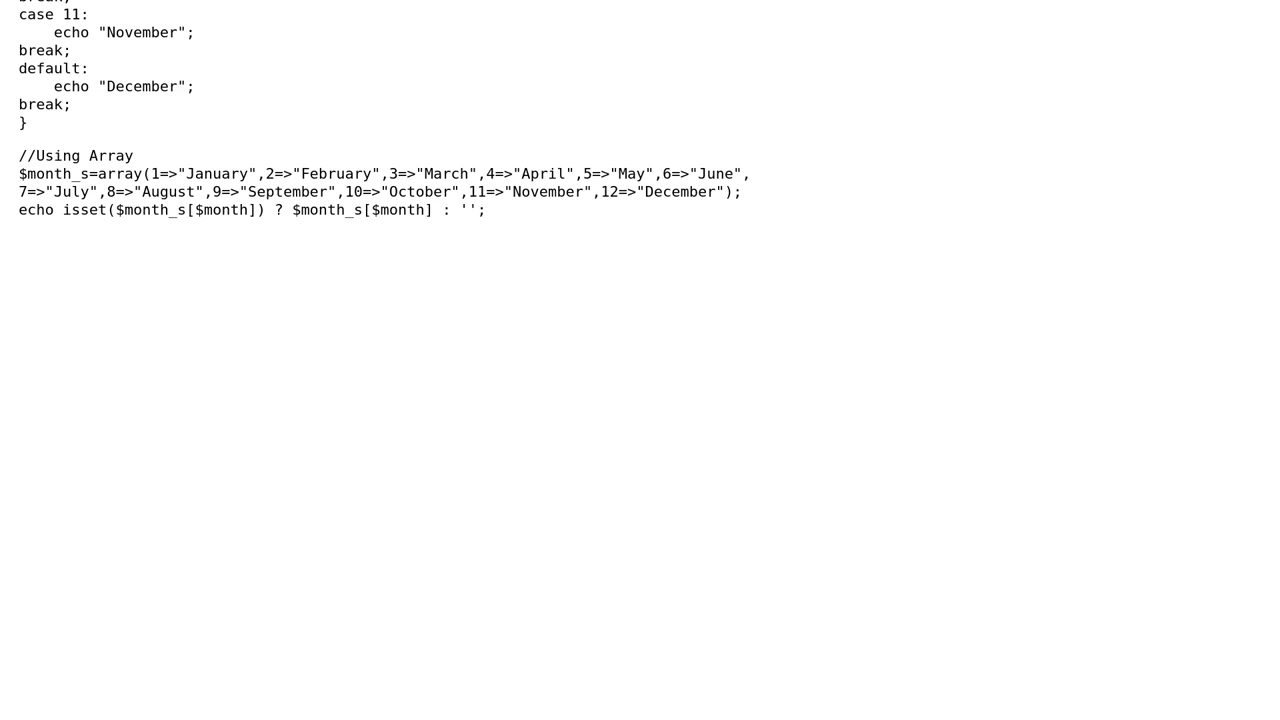 break;
case 11:
    echo "November";
break;
default:
    echo "December";
break;
}

//Using Array
$month_s=array(1=>"January",2=>"February",3=>"March",4=>"April",5=>"May",6=>"June",
7=>"July",8=>"August",9=>"September",10=>"October",11=>"November",12=>"December");
echo isset($month_s[$month]) ? $month_s[$month] : '';